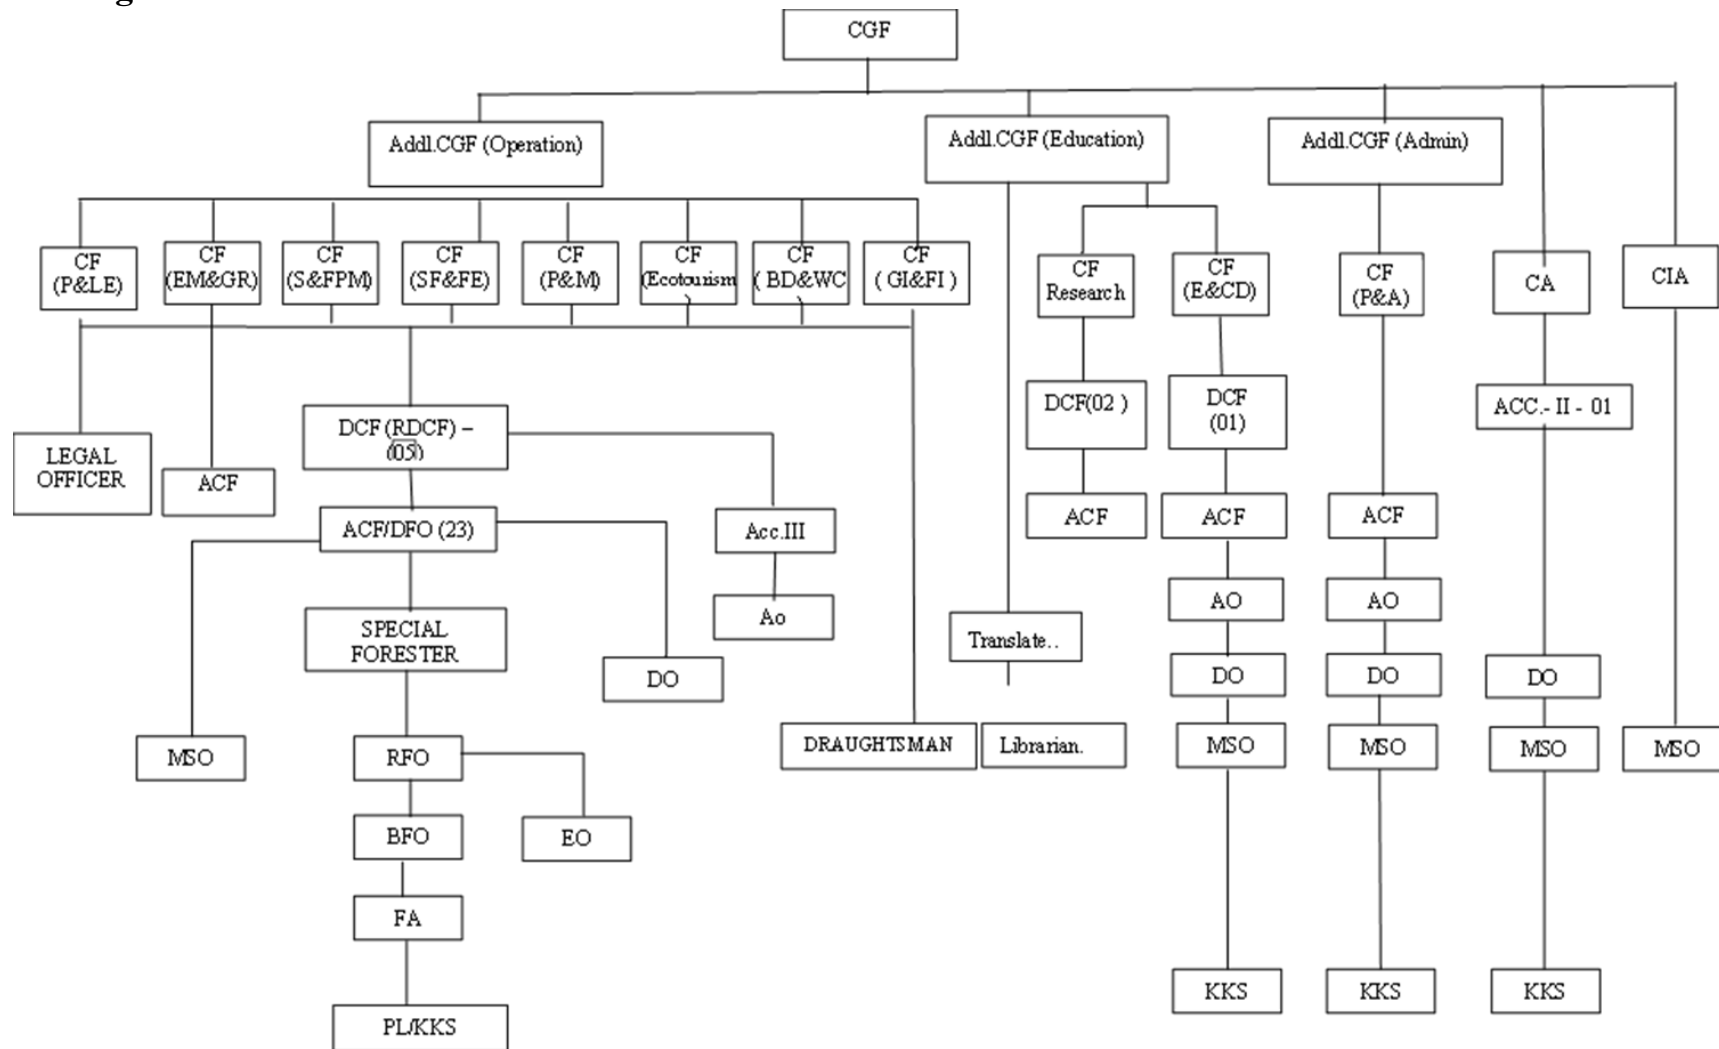 CGF
Addl.CGF (Operation)
Addl.CGF (Education)
Addl.CGF (Admin)
CF
(P&LE)
CF
(EM&GR)
CF
(S&FPM)
CF
(SF&FE)
CF
(P&M)
CF
(Ecotourism
)
CF
( BD&WC
)
CF
( GI&FI )
CF
Research
CF
(E&CD)
CF
(P&A)
CA
CIA
DCF (RDCF) –
(05)
DCF(02 )
DCF
(01)
ACC.- II - 01
LEGAL
OFFICER
ACF
ACF/DFO (23)
Acc.III
ACF
ACF
ACF
Ao
AO
AO
SPECIAL
FORESTER
Translate..
DO
DO
DO
DO
MSO
RFO
DRAUGHTSMAN
Librarian.
MSO
MSO
MSO
MSO
BFO
EO
FA
KKS
KKS
KKS
PL/KKS